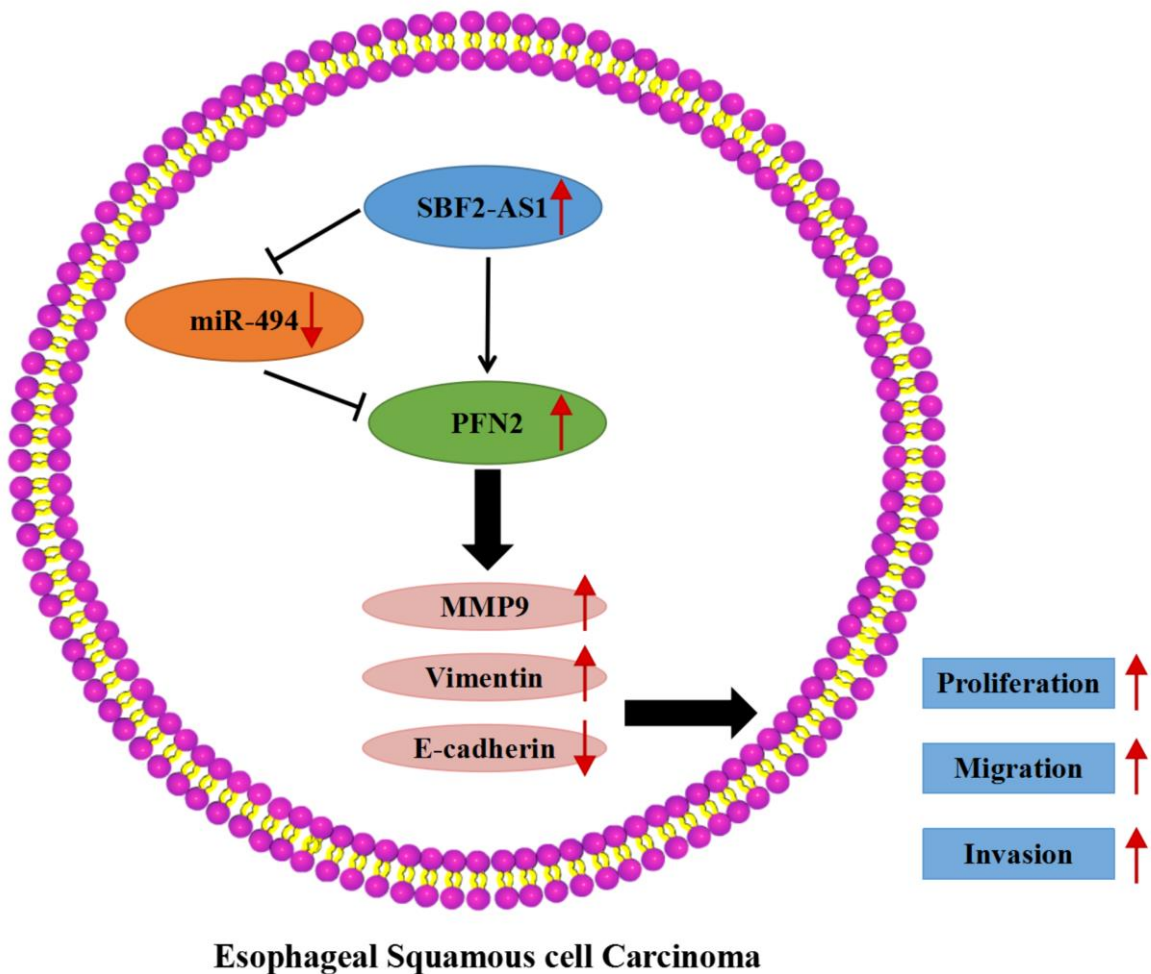 SBF2-AS1
miR-494
PFN2
MMP9
Vimentin
E-cadherin
Proliferation
Migration
Invasion
Esophageal Squamous cell Carcinoma